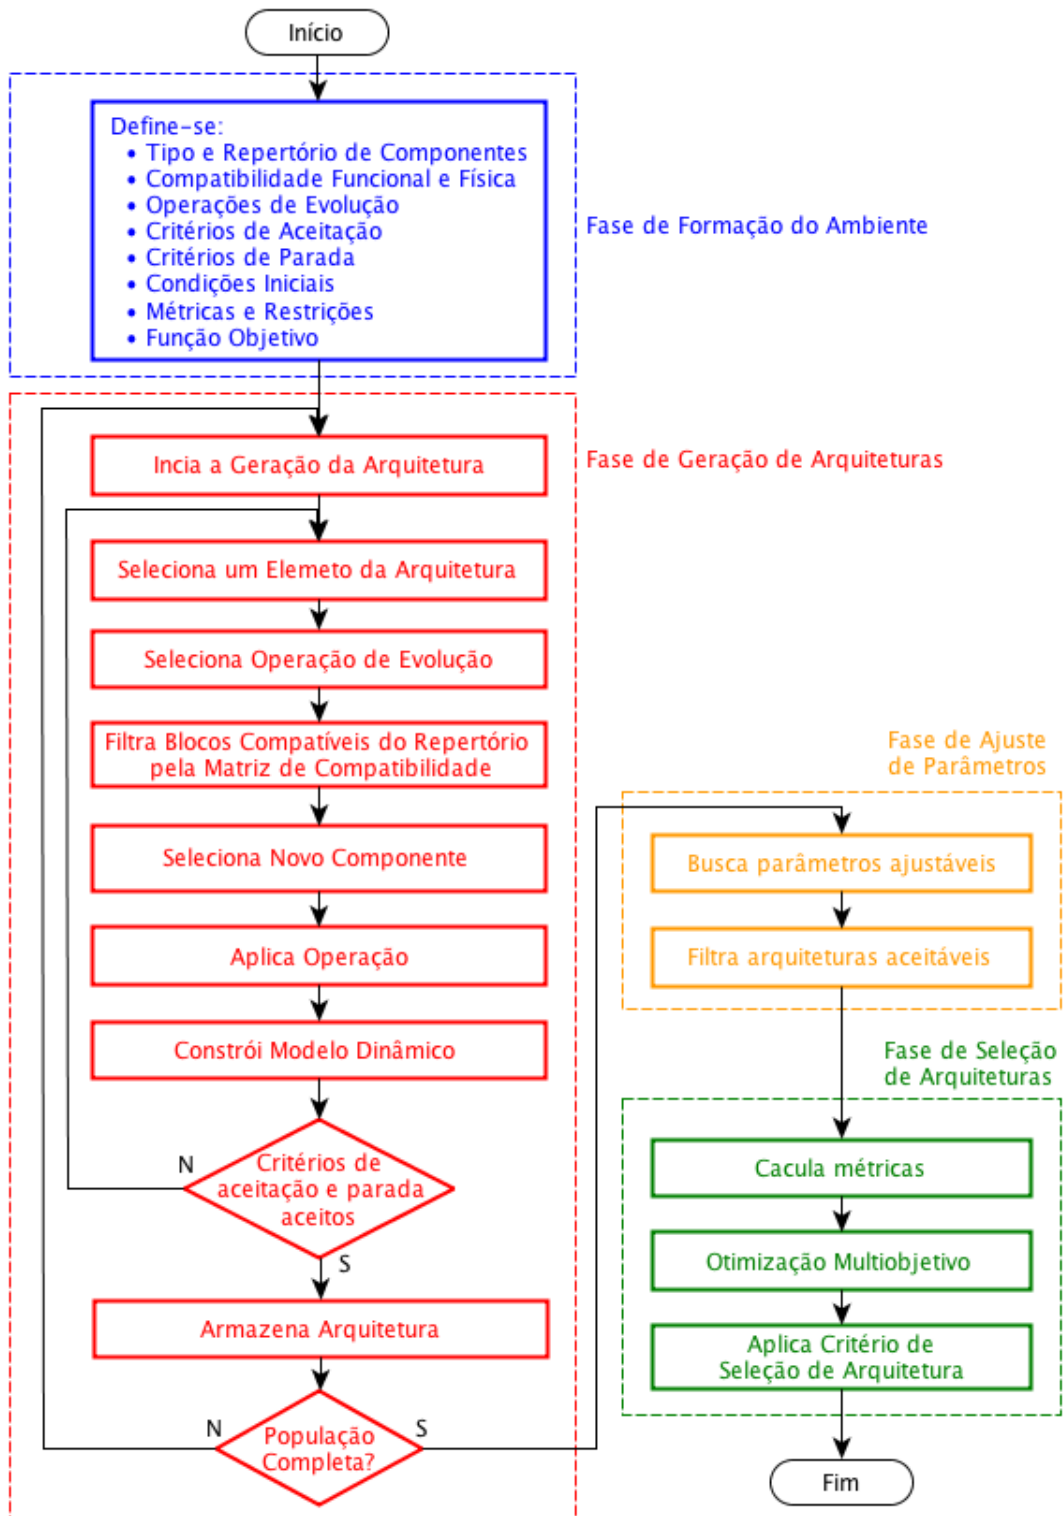 Início
Define-se:
• Tipo e Repertório de Componentes
• Compatibilidade Funcional e Física
• Operações de Evolução
• Critérios de Aceitação
• Critérios de Parada
• Condições Iniciais
• Métricas e Restrições
• Função Objetivo
Fase de Formação do Ambiente
Incia a Geração da Arquitetura
Fase de Geração de Arquiteturas
Seleciona um Elemeto da Arquitetura
Seleciona Operação de Evolução
Filtra Blocos Compatíveis do Repertório
pela Matriz de Compatibilidade
Seleciona Novo Componente
Aplica Operação
Constrói Modelo Dinâmico
N
Critérios de
aceitação e parada
aceitos
S
Armazena Arquitetura
N
População
Completa?
S
Fase de Ajuste
de Parâmetros
Busca parâmetros ajustáveis
Filtra arquiteturas aceitáveis
Fase de Seleção
de Arquiteturas
Cacula métricas
Otimização Multiobjetivo
Aplica Critério de
Seleção de Arquitetura
Fim